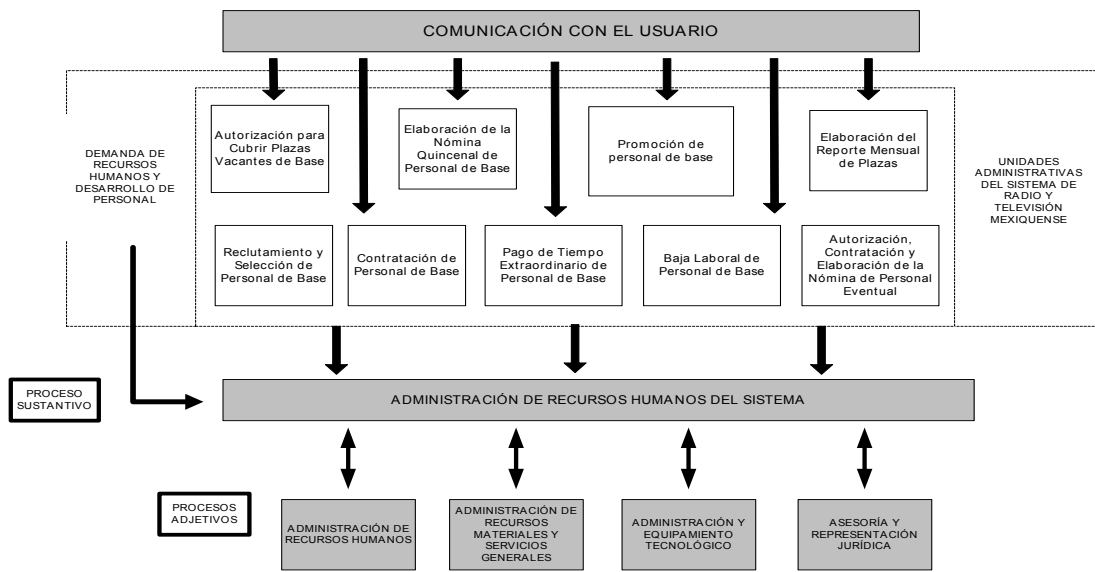 COMUNICACIÓN CON EL USUARIO
DEMANDA DE
RECURSOS
HUMANOS Y
DESARROLLO DE
PERSONAL
Autorización para
Cubrir Plazas
Vacantes de Base
Elaboración de la
Nómina
Quincenal de
Personal de Base
Promoción de
personal de base
Elaboración del
Reporte Mensual
de Plazas
UNIDADES
ADMINISTRATIVAS
DEL SISTEMA DE
RADIO Y
TELEVISIÓN
MEXIQUENSE
Reclutamiento y
Selección de
Personal de Base
Contratación de
Personal de Base
Pago de Tiempo
Extraordinario de
Personal de Base
Baja Laboral de
Personal de Base
Autorización,
Contratación y
Elaboración de la
Nómina de Personal
Eventual
PROCESO
SUSTANTIVO
ADMINISTRACIÓN DE RECURSOS HUMANOS DEL SISTEMA
PROCESOS
ADJETIVOS
ADMINISTRACIÓN DE
RECURSOS HUMANOS
ADMINISTRACIÓN DE
RECURSOS
MATERIALES Y
SERVICIOS
GENERALES
ADMINISTRACIÓN Y
EQUIPAMIENTO
TECNOLÓGICO
ASESORÍA Y
REPRESENTACIÓN
JURÍDICA